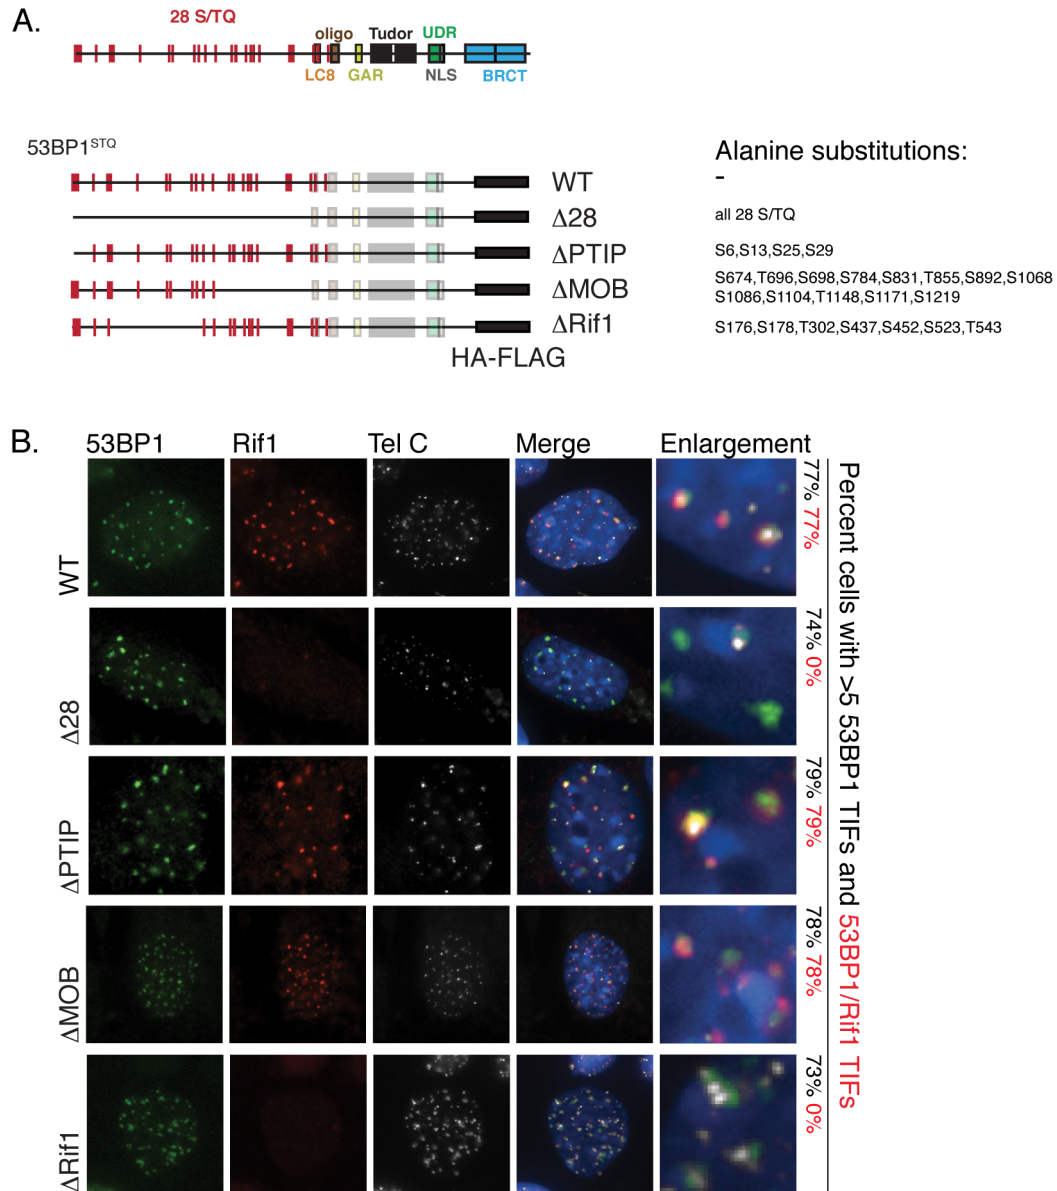 A.
28 S/TQ
oligo Tudor UDR
LC8 GAR NLS BRCT
53BP1STQ
Alanine substitutions:
WT -
Δ28 all 28 S/TQ
ΔPTIP S6,S13,S25,S29
ΔMOB S674,T696,S698,S784,S831,T855,S892,S1068
S1086,S1104,T1148,S1171,S1219
ΔRif1 S176,S178,T302,S437,S452,S523,T543
HA-FLAG
B.
53BP1 Rif1 Tel C Merge Enlargement
WT 77% 77%
Δ28 74% 0%
ΔPTIP 79% 79%
ΔMOB 78% 78%
ΔRif1 73% 0%
Percent cells with >5 53BP1 TIFs and 53BP1/Rif1 TIFs